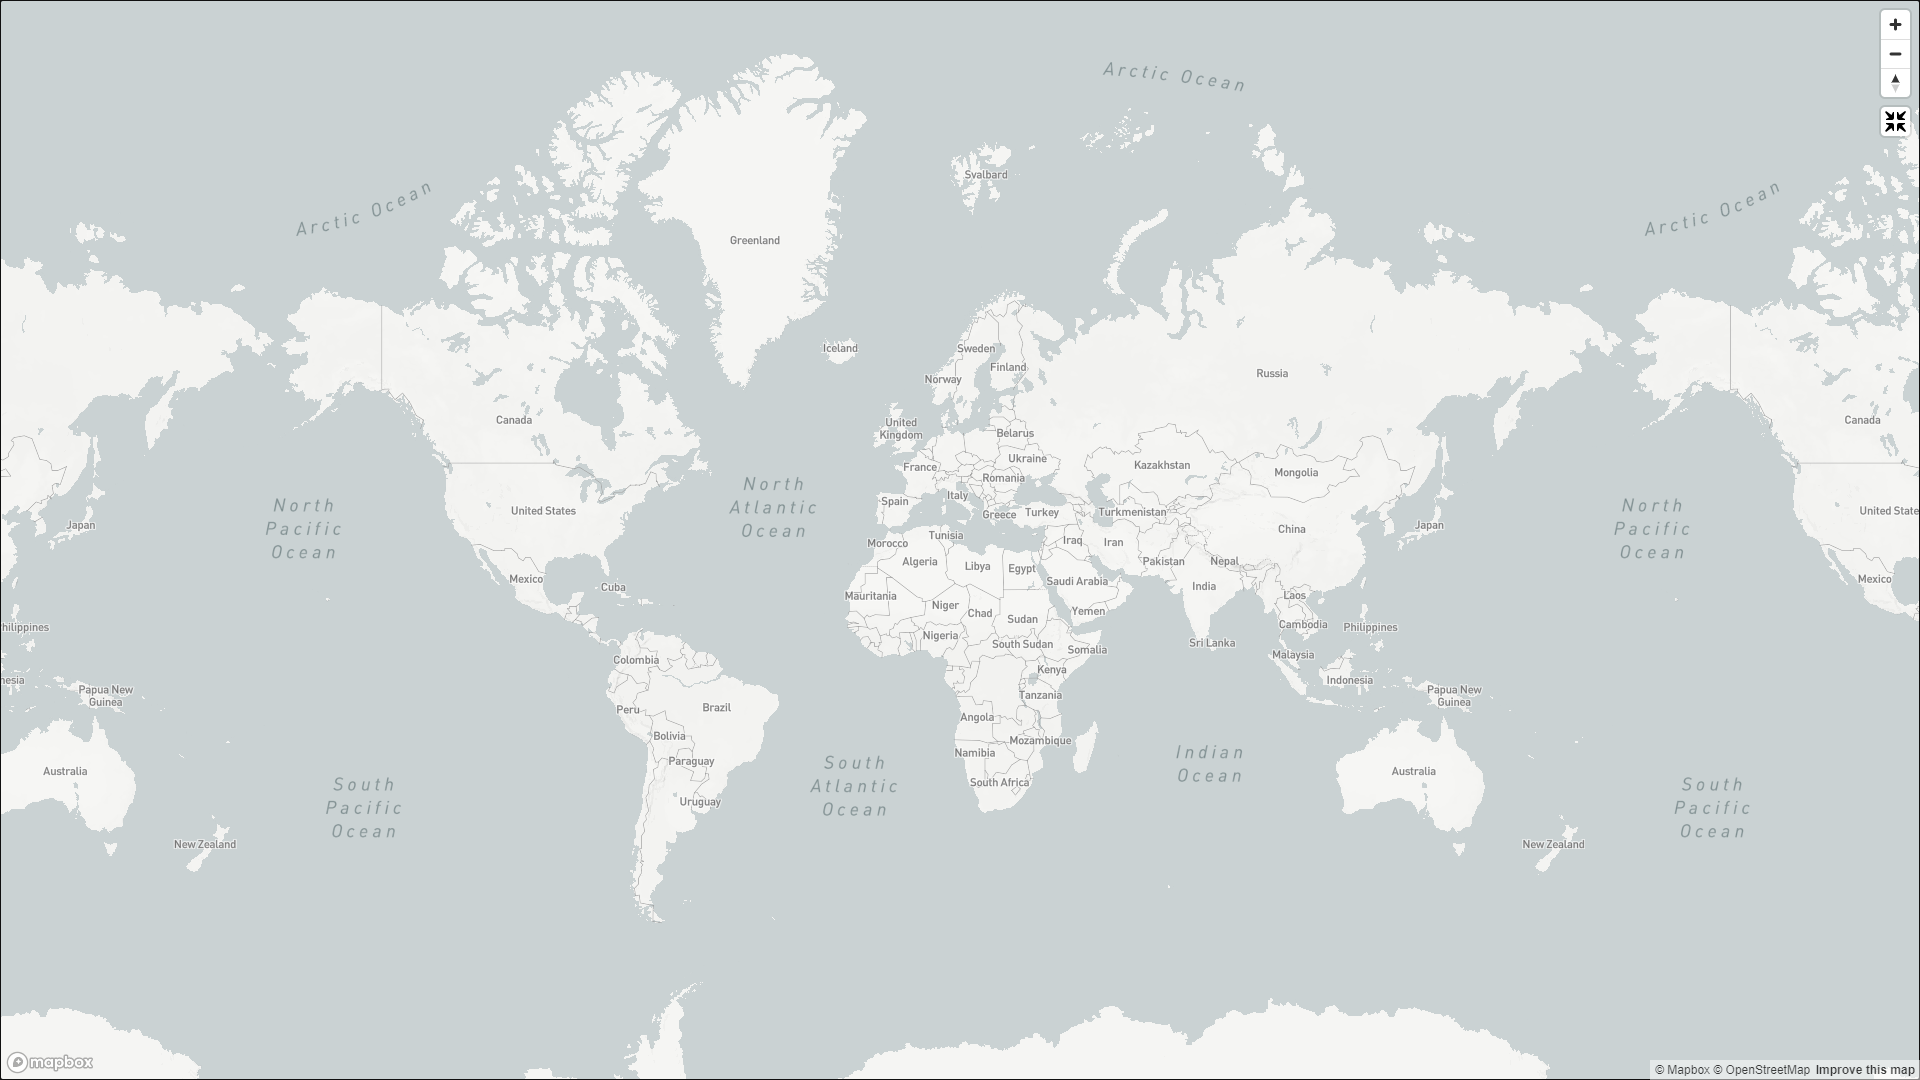 Arctic Ocean
Svalbard
Arctic Ocean
Arctic Ocean
Greenland
Iceland
Sweden
Finland
Russia
Norway
Canada
United
Kingdom
Belarus
Canada
Ukraine
France
Kazakhstan
Mongolia
Romania
North
Pacific
Ocean
United States
North
Atlantic
Ocean
Spain
Italy
Greece
Turkey
Turkmenistan
China
Japan
North
Pacific
Ocean
United State
Japan
Tunisia
Morocco
Iraq
Iran
Algeria
Libya
Egypt
Pakistan
Nepal
Mexico
Cuba
Saudi Arabia
India
Mexico
Mauritania
Niger
Chad
Yemen
Laos
Sudan
hilippines
Nigeria
South Sudan
Somalia
Sri Lanka
Cambodia
Philippines
Colombia
Kenya
Malaysia
nesia
Indonesia
Papua New
Guinea
Tanzania
Papua New
Guinea
Peru
Brazil
Angola
Bolivia
Mozambique
Namibia
Indian
Ocean
Paraguay
South
Atlantic
Ocean
Australia
South Africa
Australia
South
Pacific
Ocean
Uruguay
South
Pacific
Ocean
New Zealand
New Zealand
mapbox
© Mapbox © OpenStreetMap Improve this map